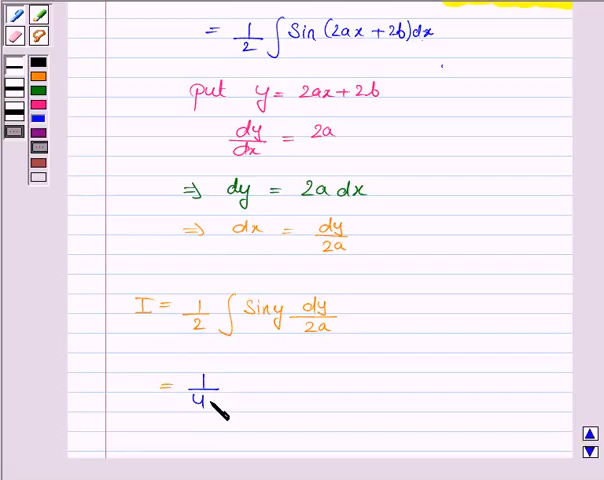 = 1/2 ∫ Sin (2ax + 2b) dx
put y = 2ax + 2b
dy/dx = 2a
⇒ dy = 2a dx
⇒ dx = dy/2a
I = 1/2 ∫ Siny dy/2a
= 1/4